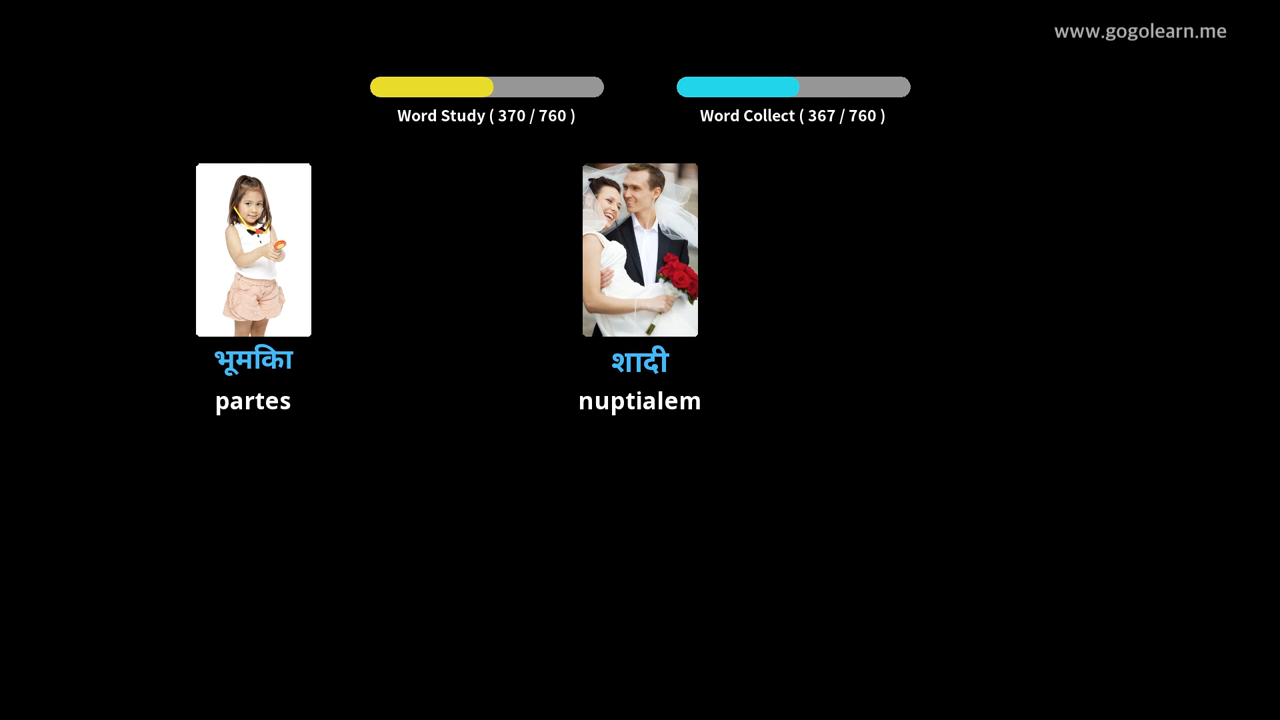 www.gogolearn.me
Word Study ( 370 / 760 )
Word Collect ( 367 / 760 )
भूमिका
शादी
partes
nuptialem